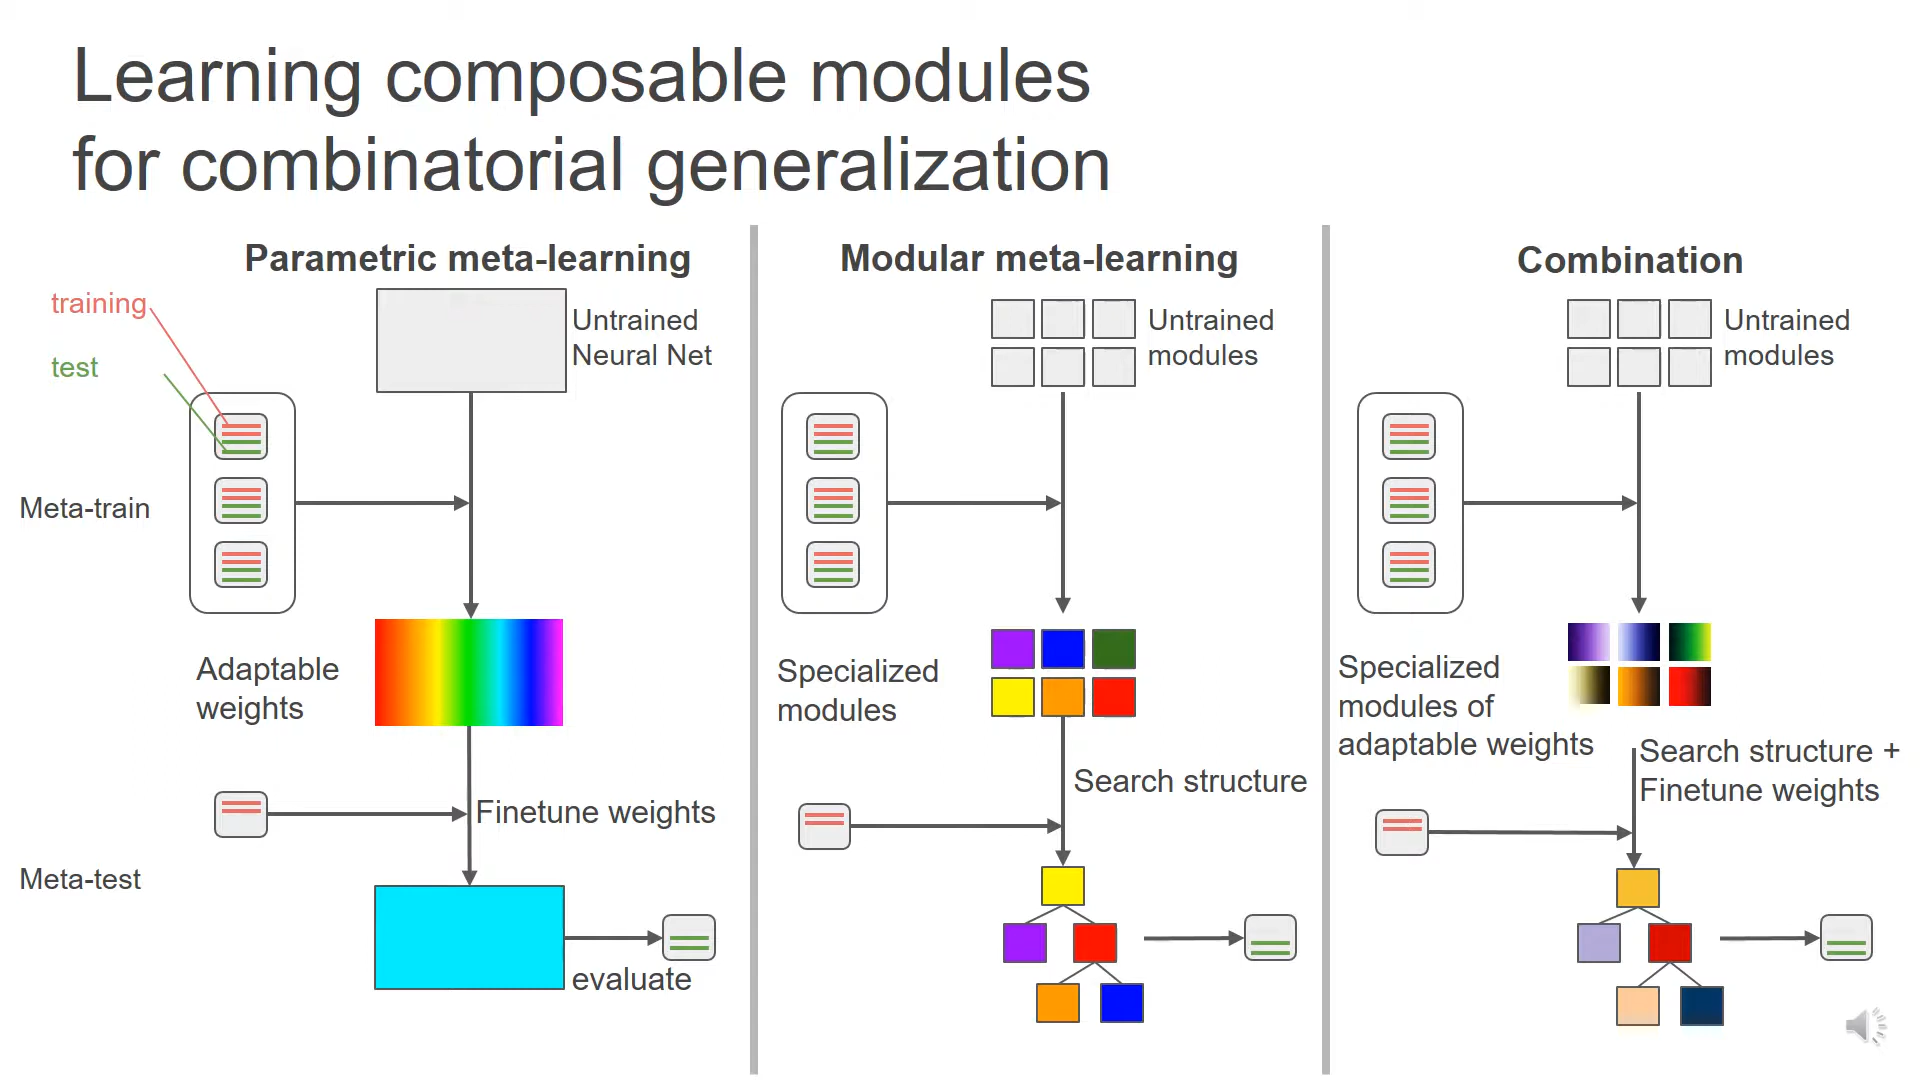 Learning composable modules
for combinatorial generalization
Parametric meta-learning
training
test
Untrained
Neural Net
Meta-train
Adaptable
weights
Finetune weights
Meta-test
evaluate
Modular meta-learning
Untrained
modules
Specialized
modules
Search structure
Combination
Untrained
modules
Specialized
modules of
adaptable weights
Search structure +
Finetune weights